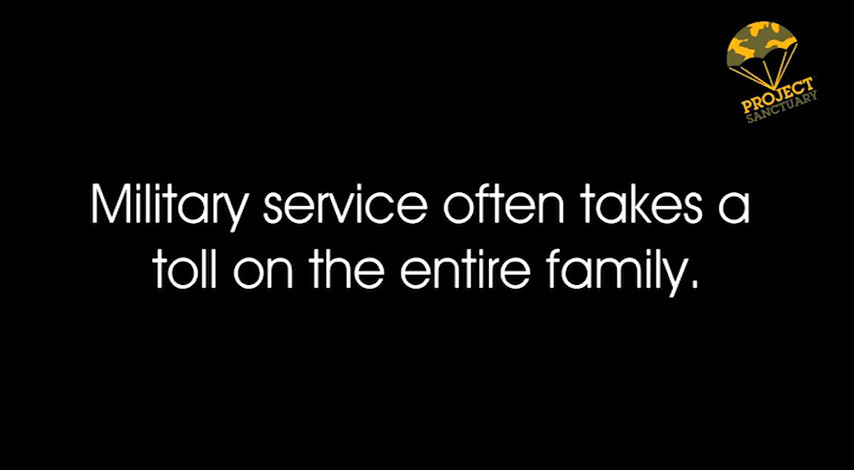 PROJECT
SANCTUARY
Military service often takes a
toll on the entire family.